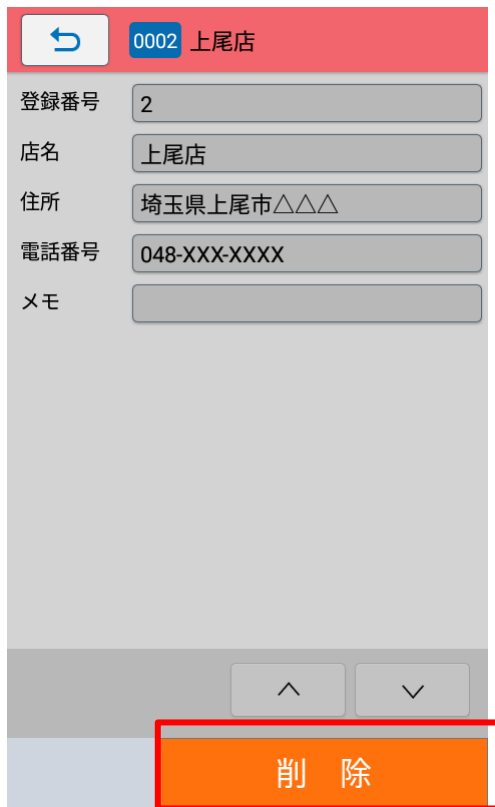 0002 上尾店
登録番号 2
店名 上尾店
住所 埼玉県上尾市△△△
電話番号 048-XXX-XXXX
メモ
削 除